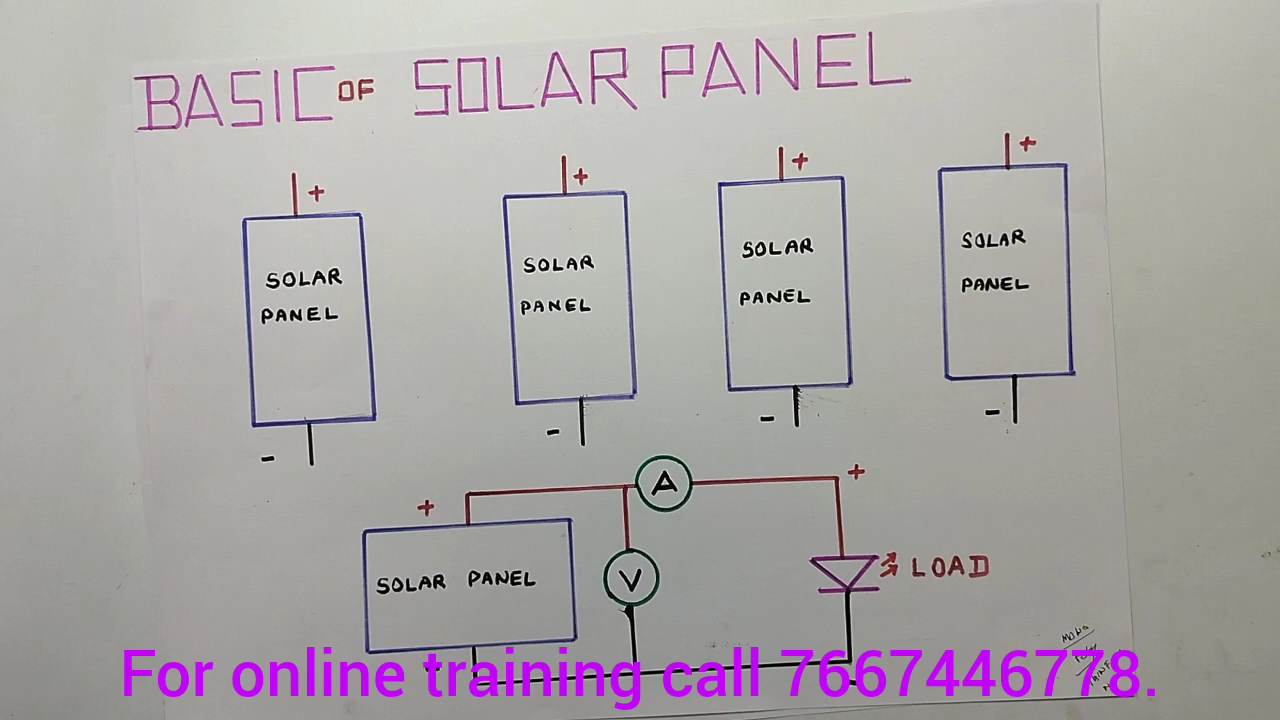 BASIC OF SOLAR PANEL
+ + + +
SOLAR PANEL
SOLAR PANEL
SOLAR PANEL
SOLAR PANEL
- - - -
+ A +
SOLAR PANEL V LOAD
For online training call 7667446778.